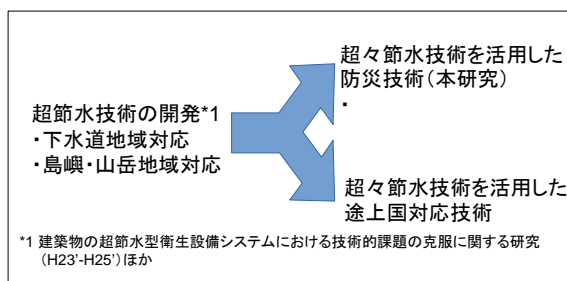 超々節水技術を活用した
防災技術(本研究)
・
超節水技術の開発*1
・下水道地域対応
・島嶼・山岳地域対応
超々節水技術を活用した
途上国対応技術
*1 建築物の超節水型衛生設備システムにおける技術的課題の克服に関する研究
(H23'-H25')ほか